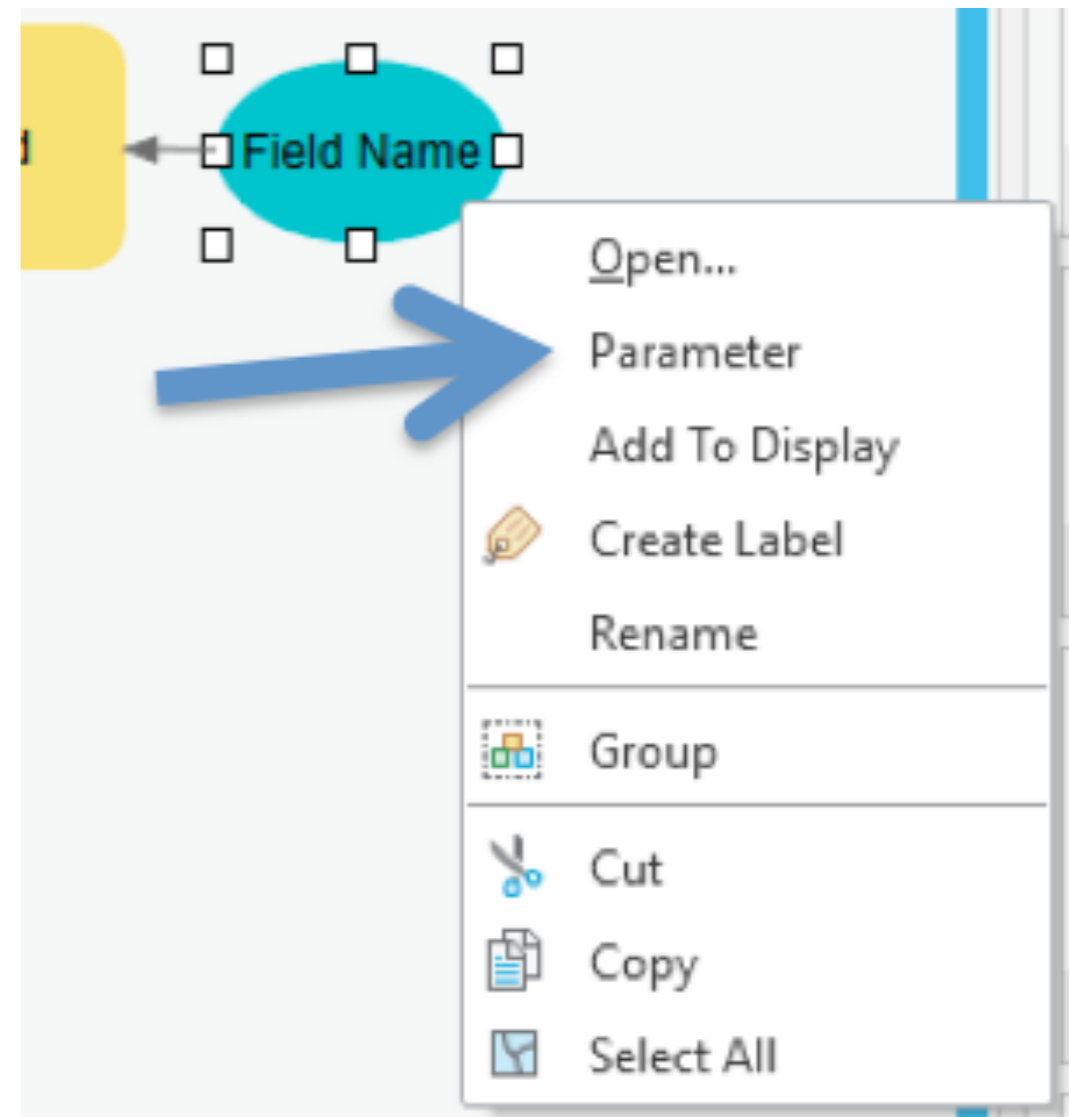 Field Name
Open...
Parameter
Add To Display
Create Label
Rename
Group
Cut
Copy
Select All